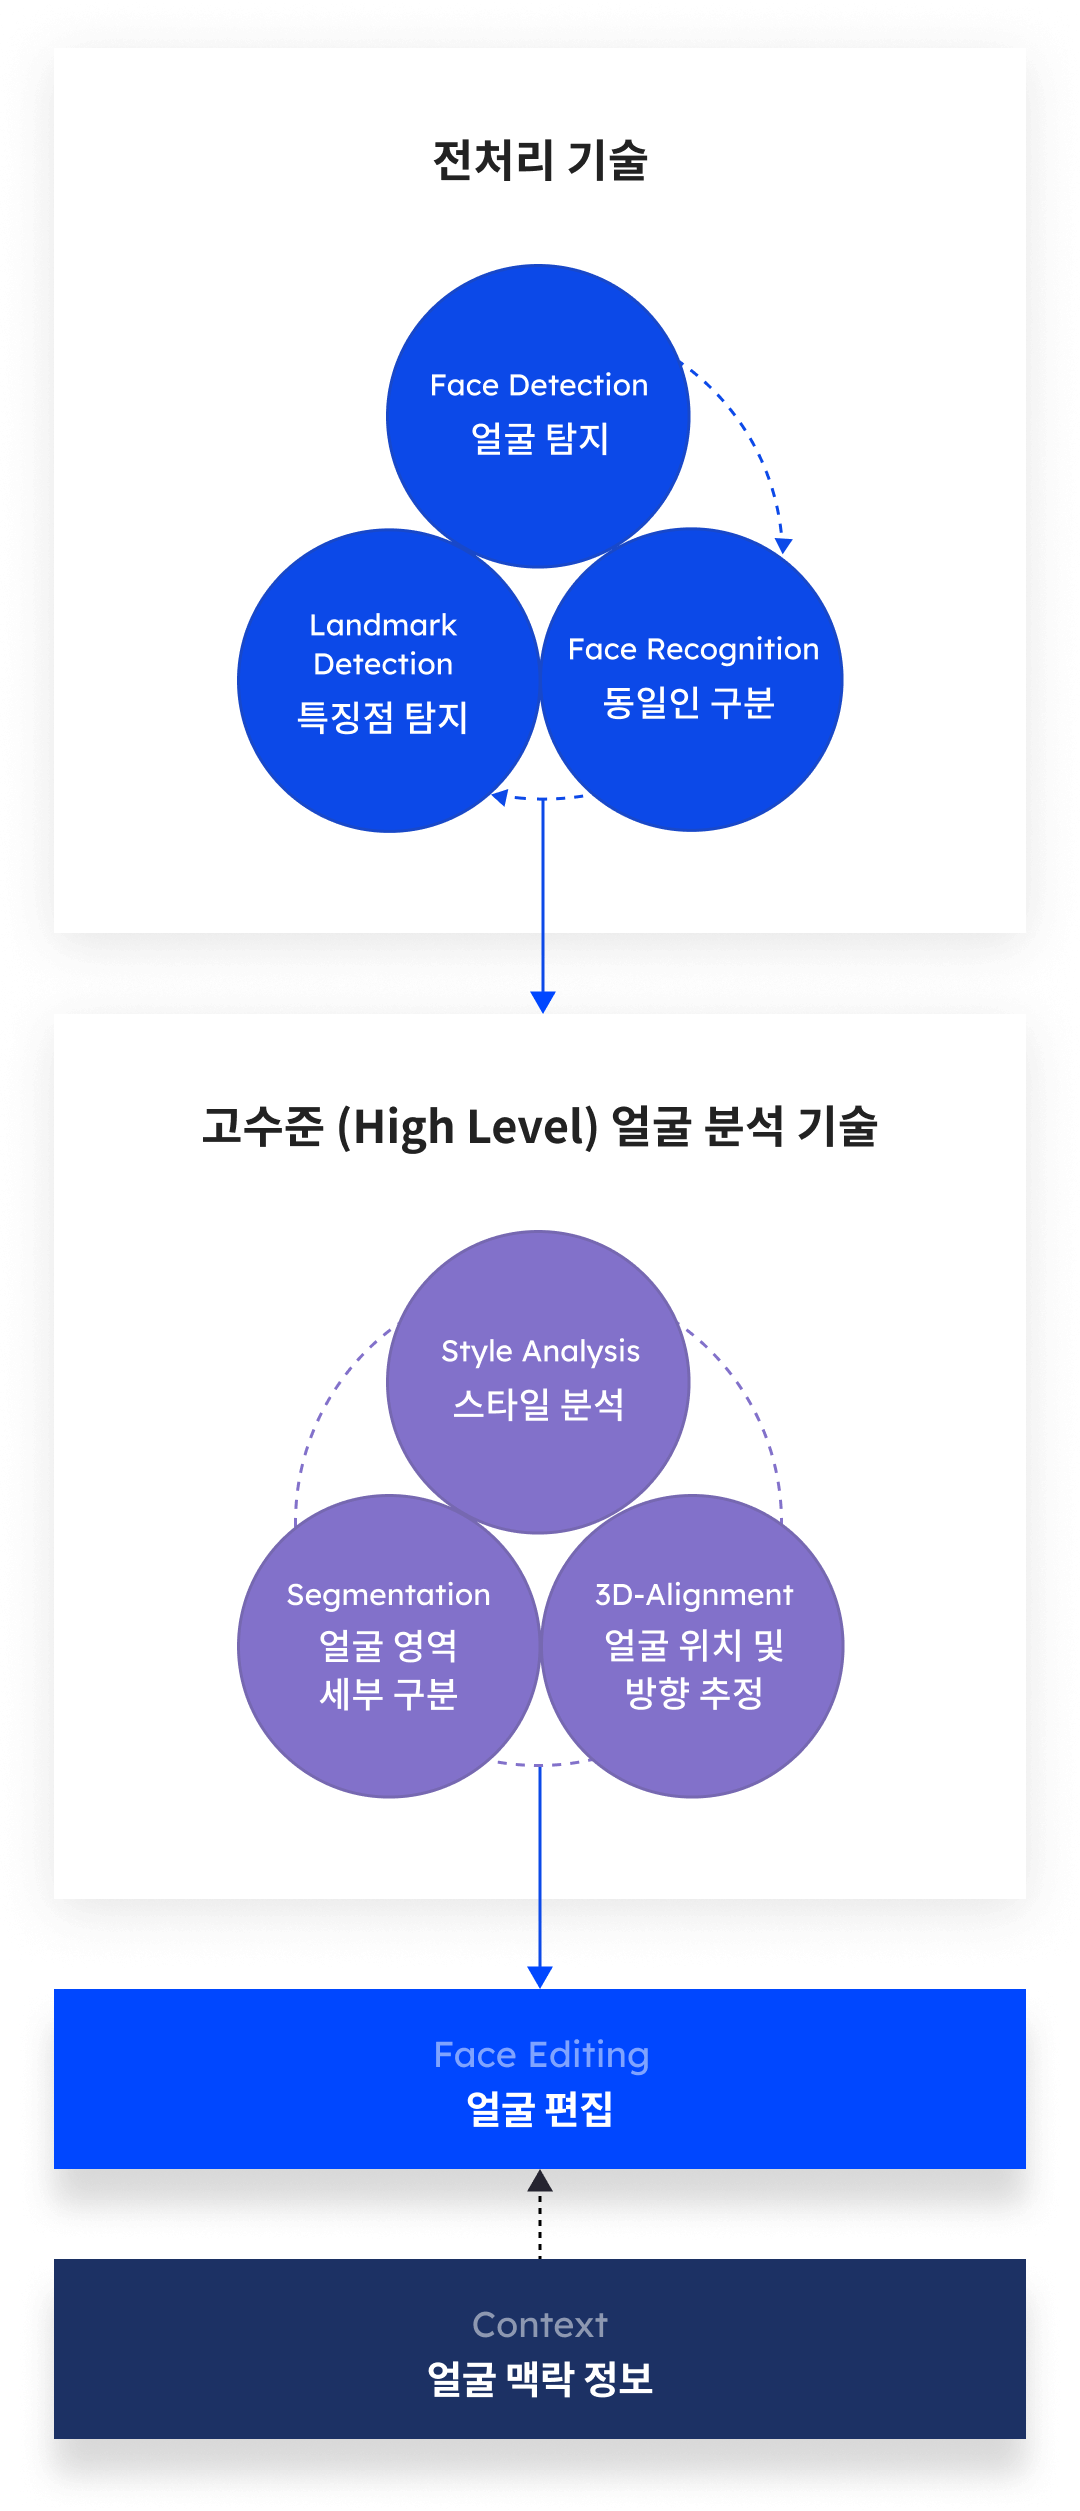 전처리 기술
Face Detection
얼굴 탐지
Landmark
Detection
특징점 탐지
Face Recognition
동일인 구분
고수준 (High Level) 얼굴 분석 기술
Style Analysis
스타일 분석
Segmentation
얼굴 영역
세부 구분
3D-Alignment
얼굴 위치 및
방향 추정
Face Editing
얼굴 편집
Context
얼굴 맥락 정보